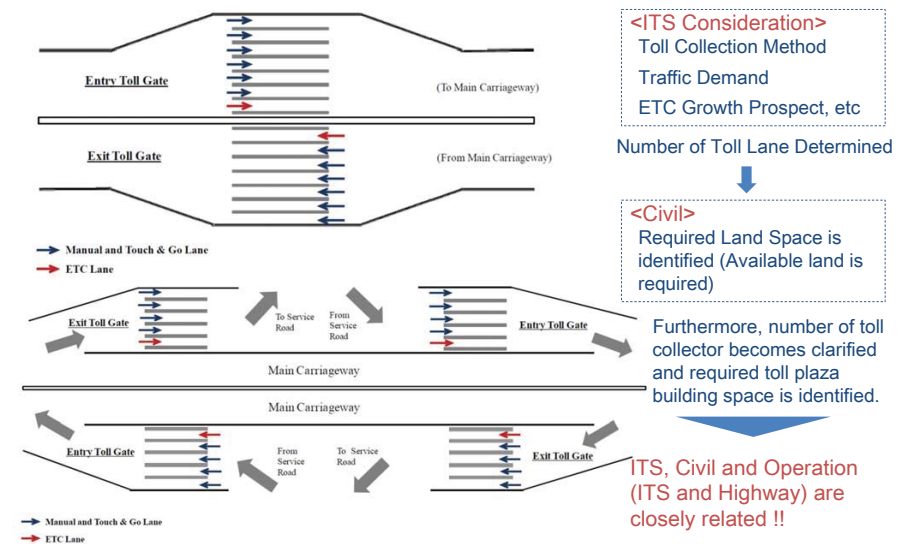 Entry Toll Gate
(To Main Carriageway)
Exit Toll Gate
(From Main Carriageway)
Manual and Touch & Go Lane
ETC Lane
Exit Toll Gate
To Service
Road
From
Service
Road
Entry Toll Gate
Main Carriageway
Main Carriageway
Entry Toll Gate
From
Service
Road
To Service
Road
Exit Toll Gate
Manual and Touch & Go Lane
ETC Lane
<ITS Consideration>
Toll Collection Method
Traffic Demand
ETC Growth Prospect, etc
Number of Toll Lane Determined
<Civil>
Required Land Space is
identified (Available land is
required)
Furthermore, number of toll
collector becomes clarified
and required toll plaza
building space is identified.
ITS, Civil and Operation
(ITS and Highway) are
closely related !!